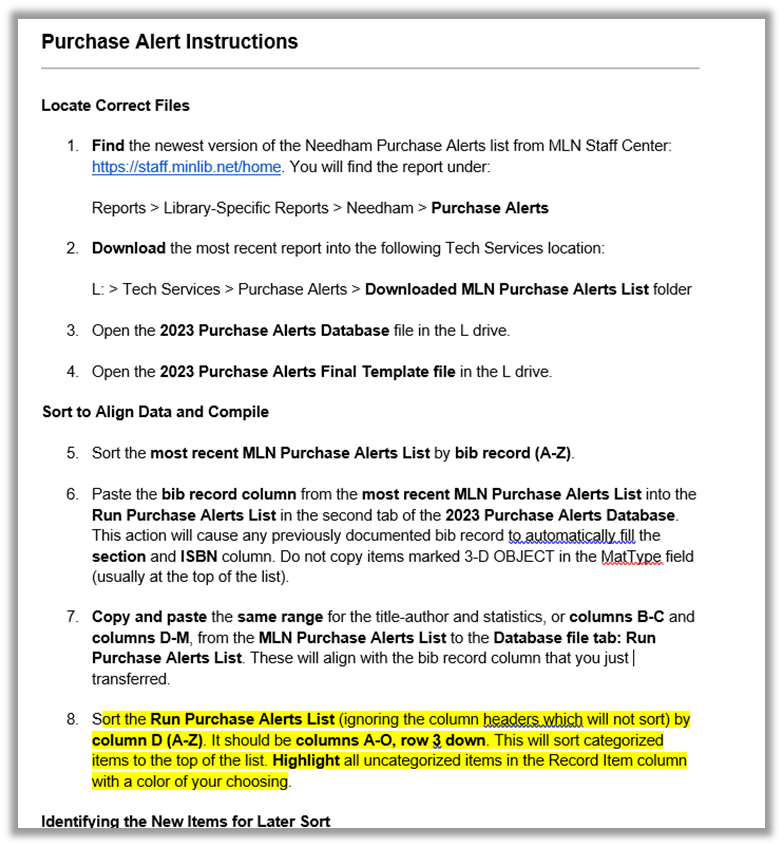 Purchase Alert Instructions
Locate Correct Files
1. Find the newest version of the Needham Purchase Alerts list from MLN Staff Center:
https://staff.minlib.net/home. You will find the report under:
Reports > Library-Specific Reports > Needham > Purchase Alerts
2. Download the most recent report into the following Tech Services location:
L: > Tech Services > Purchase Alerts > Downloaded MLN Purchase Alerts List folder
3. Open the 2023 Purchase Alerts Database file in the L drive.
4. Open the 2023 Purchase Alerts Final Template file in the L drive.
Sort to Align Data and Compile
5. Sort the most recent MLN Purchase Alerts List by bib record (A-Z).
6. Paste the bib record column from the most recent MLN Purchase Alerts List into the
Run Purchase Alerts List in the second tab of the 2023 Purchase Alerts Database.
This action will cause any previously documented bib record to automatically fill the
section and ISBN column. Do not copy items marked 3-D OBJECT in the MatType field
(usually at the top of the list).
7. Copy and paste the same range for the title-author and statistics, or columns B-C and
columns D-M, from the MLN Purchase Alerts List to the Database file tab: Run
Purchase Alerts List. These will align with the bib record column that you just
transferred.
8. Sort the Run Purchase Alerts List (ignoring the column headers which will not sort) by
column D (A-Z). It should be columns A-O, row 3 down. This will sort categorized
items to the top of the list. Highlight all uncategorized items in the Record Item column
with a color of your choosing.
Identifying the New Items for Later Sort